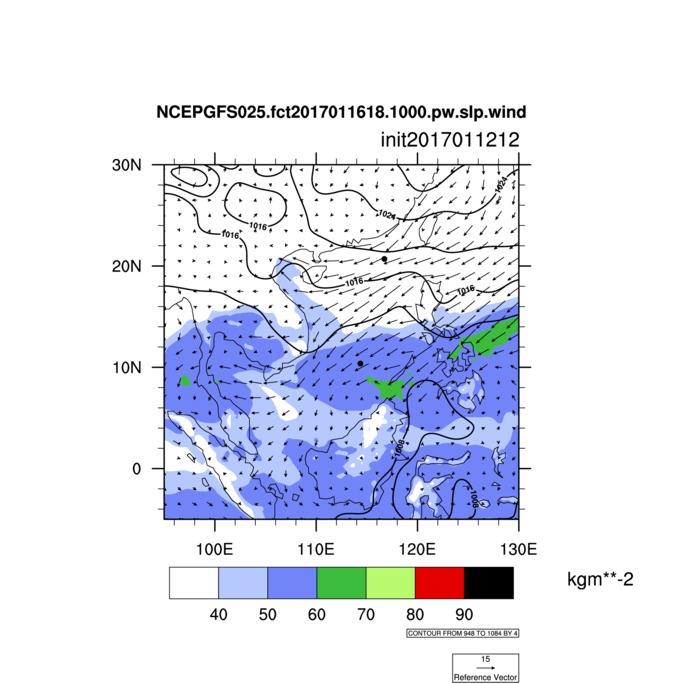 NCEPGFS025.fct2017011618.1000.pw.slp.wind
init2017011212
30N
1024
1024
1016
1016
20N
1016
1016
10N
1008
0
1008
100E 110E 120E 130E
kgm**-2
40 50 60 70 80 90
CONTOUR FROM 948 TO 1084 BY 4
15
Reference Vector